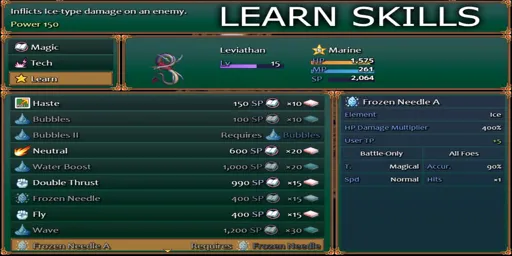 Inflicts Ice-type damage on an enemy.
Power 150
LEARN SKILLS
Magic
Tech
Learn
Leviathan
Lv 15
Marine
HP 1,575
MP 261
SP 2,064
Haste 150 SP ×10
Bubbles 100 SP ×10
Bubbles II Requires Bubbles
Neutral 600 SP ×20
Water Boost 1,000 SP ×20
Double Thrust 990 SP ×15
Frozen Needle 400 SP ×15
Fly 400 SP ×15
Wave 1,200 SP ×30
Frozen Needle A Requires Frozen Needle
Frozen Needle A
Element Ice
HP Damage Multiplier 400%
User TP +5
Battle-Only All Foes
T. Magical Accur. 90%
Spd Normal Hits ×1